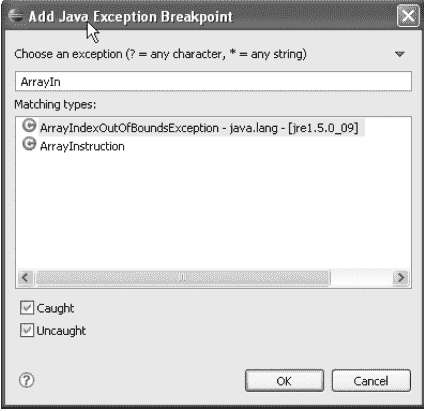 Add Java Exception Breakpoint
Choose an exception (? = any character, * = any string)
ArrayIn
Matching types:
ArrayIndexOutOfBoundsException - java.lang - [jre1.5.0_09]
ArrayInstruction
Caught
Uncaught
OK
Cancel